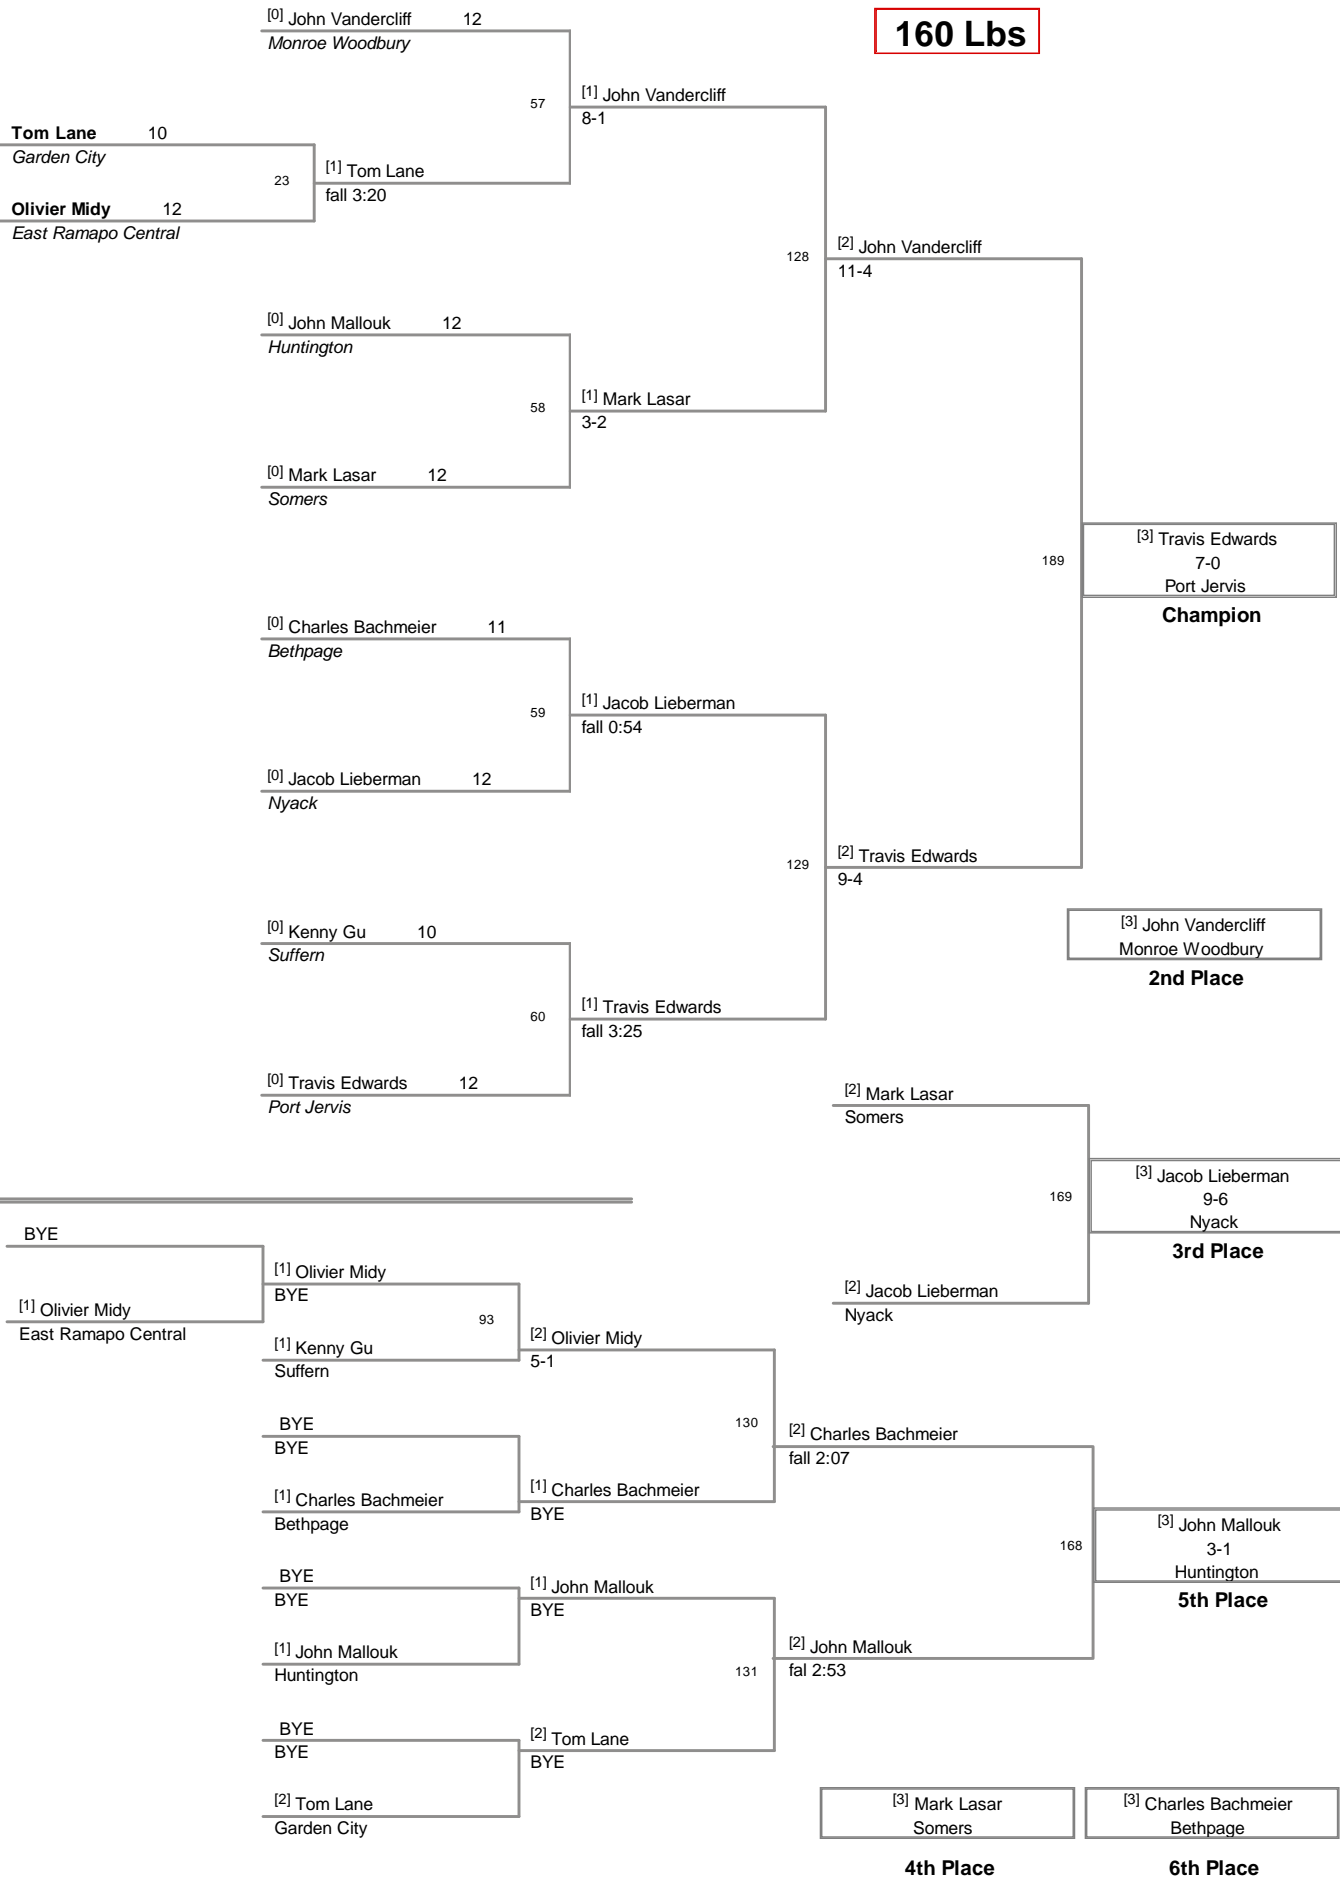 [0] John Vandercliff 12
Monroe Woodbury
160 Lbs
57
[1] John Vandercliff
8-1
Tom Lane 10
Garden City
23
[1] Tom Lane
fall 3:20
Olivier Midy 12
East Ramapo Central
128
[2] John Vandercliff
11-4
[0] John Mallouk 12
Huntington
58
[1] Mark Lasar
3-2
[0] Mark Lasar 12
Somers
189
[3] Travis Edwards
7-0
Port Jervis
Champion
[0] Charles Bachmeier 11
Bethpage
59
[1] Jacob Lieberman
fall 0:54
[0] Jacob Lieberman 12
Nyack
129
[2] Travis Edwards
9-4
[0] Kenny Gu 10
Suffern
[3] John Vandercliff
Monroe Woodbury
2nd Place
60
[1] Travis Edwards
fall 3:25
[0] Travis Edwards 12
Port Jervis
[2] Mark Lasar
Somers
169
[3] Jacob Lieberman
9-6
Nyack
3rd Place
[2] Jacob Lieberman
Nyack
BYE
[1] Olivier Midy
BYE
[1] Olivier Midy
East Ramapo Central
93
[2] Olivier Midy
5-1
[1] Kenny Gu
Suffern
BYE
BYE
130
[2] Charles Bachmeier
fall 2:07
[1] Charles Bachmeier
Bethpage
[1] Charles Bachmeier
BYE
168
[3] John Mallouk
3-1
Huntington
5th Place
BYE
BYE
[1] John Mallouk
BYE
[1] John Mallouk
Huntington
131
[2] John Mallouk
fal 2:53
BYE
BYE
[2] Tom Lane
BYE
[2] Tom Lane
Garden City
[3] Mark Lasar
Somers
4th Place
[3] Charles Bachmeier
Bethpage
6th Place